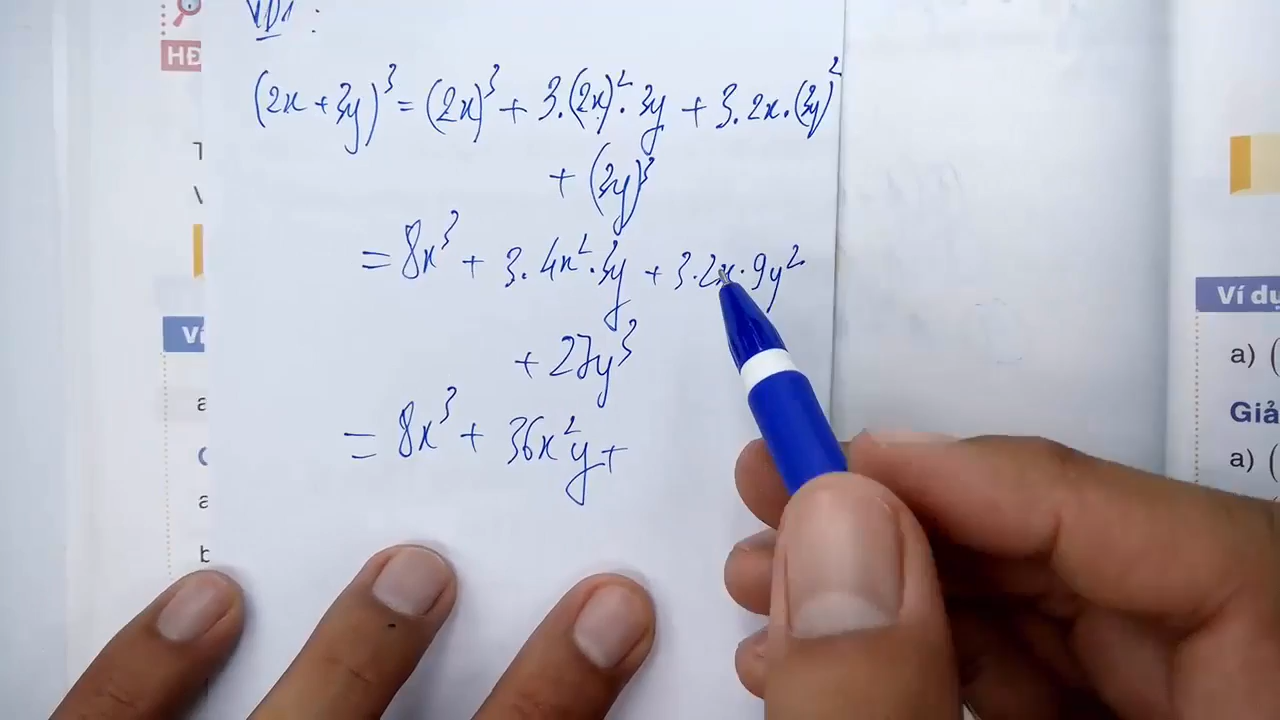 VD1 :
HĐ
(2x + 3y)³ = (2x)³ + 3.(2x)².3y + 3.2x.(3y)²
+ (3y)³
= 8x³ + 3.4x².3y + 3.2x.9y²
+ 27y³
= 8x³ + 36x²y +
Ví dụ
a) (
Giả
a) (